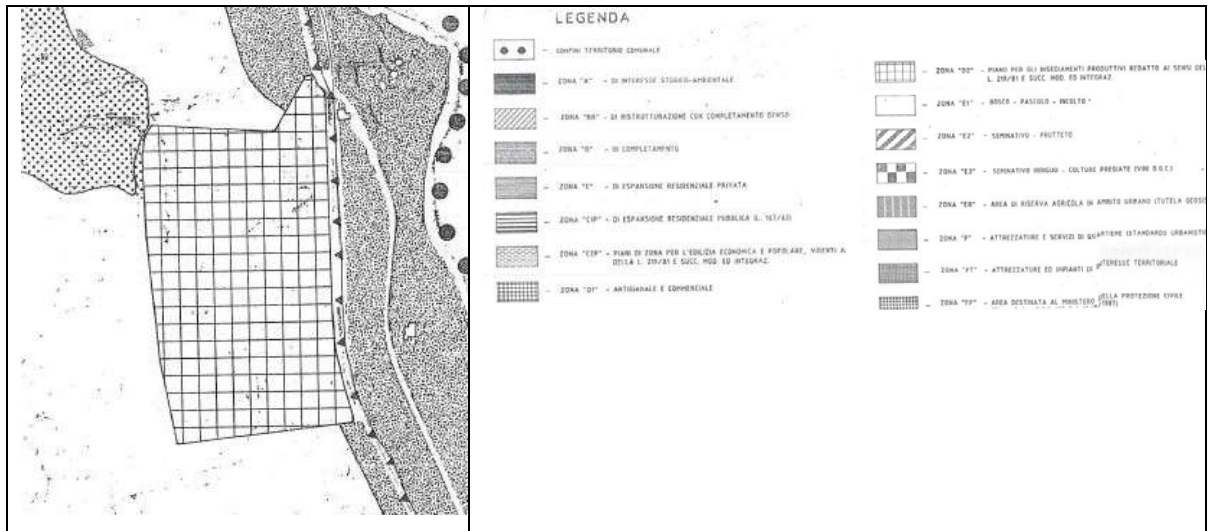 LEGENDA
- CONFINI TERRITORIO COMUNALE
- ZONA "A" - DI INTERESSE STORICO-AMBIENTALE
- ZONA "BR" - DI RISTRUTTURAZIONE CON COMPLETAMENTO DENSO
- ZONA "B" - DI COMPLETAMENTO
- ZONA "C" - DI ESPANSIONE RESIDENZIALE PRIVATA
- ZONA "C1P" - DI ESPANSIONE RESIDENZIALE PUBBLICA (L. 167/62)
- ZONA "C2P" - PIANI DI ZONA PER L'EDILIZIA ECONOMICA E POPOLARE, VIGENTI A
DELLA L. 219/81 E SUCC. MOD. ED INTEGRAZ.
- ZONA "D1" - ARTIGIANALE E COMMERCIALE
- ZONA "D2" - PIANO PER GLI INSEDIAMENTI PRODUTTIVI REDATTO AI SENSI DEL
L. 219/81 E SUCC. MOD. ED INTEGRAZ.
- ZONA "E1" - BOSCO - PASCOLO - INCOLTO
- ZONA "E2" - SEMINATIVO - FRUTTETO
- ZONA "E3" - SEMINATIVO IRRIGUO - COLTURE PREGIATE (VINI D.O.C.)
- ZONA "ER" - AREA DI RISERVA AGRICOLA IN AMBITO URBANO (TUTELA
- ZONA "F" - ATTREZZATURE E SERVIZI DI QUARTIERE (STANDARDS
- ZONA "FT" - ATTREZZATURE ED IMPIANTI DI INTERESSE TERRITORIALE
- ZONA "FP" - AREA DESTINATA AL MINISTERO DELLA PROTEZIONE CIVILE